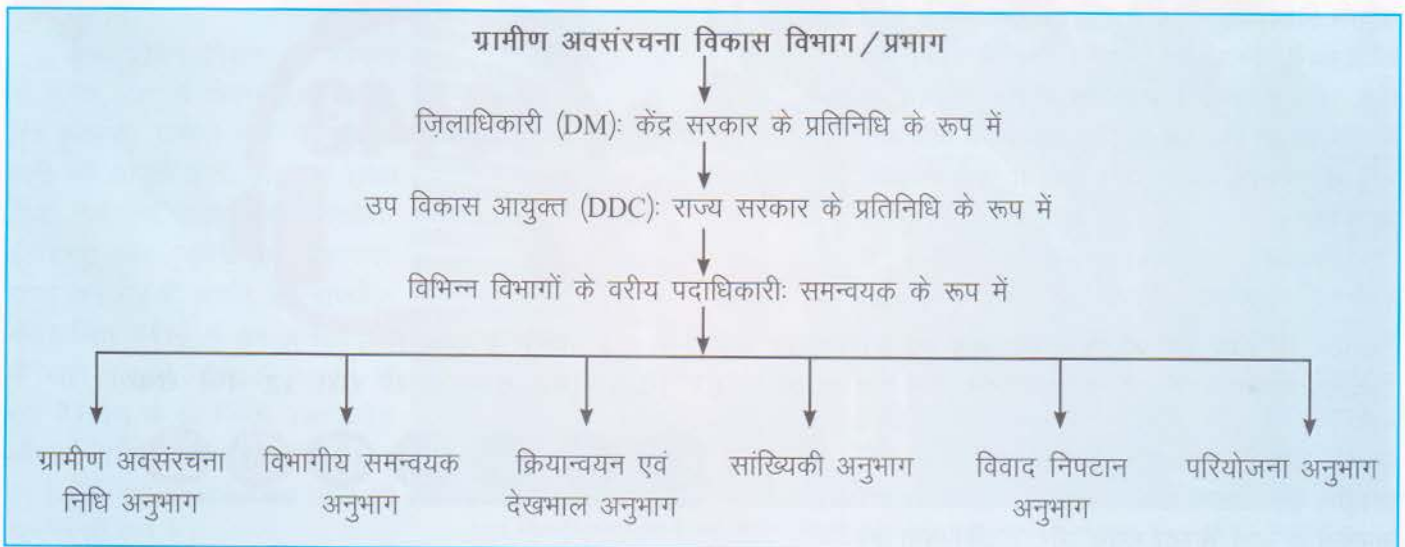 ग्रामीण अवसंरचना विकास विभाग/प्रभाग
ज़िलाधिकारी (DM): केंद्र सरकार के प्रतिनिधि के रूप में
उप विकास आयुक्त (DDC): राज्य सरकार के प्रतिनिधि के रूप में
विभिन्न विभागों के वरीय पदाधिकारी: समन्वयक के रूप में
ग्रामीण अवसंरचना
निधि अनुभाग
विभागीय समन्वयक
अनुभाग
क्रियान्वयन एवं
देखभाल अनुभाग
सांख्यिकी अनुभाग
विवाद निपटान
अनुभाग
परियोजना अनुभाग